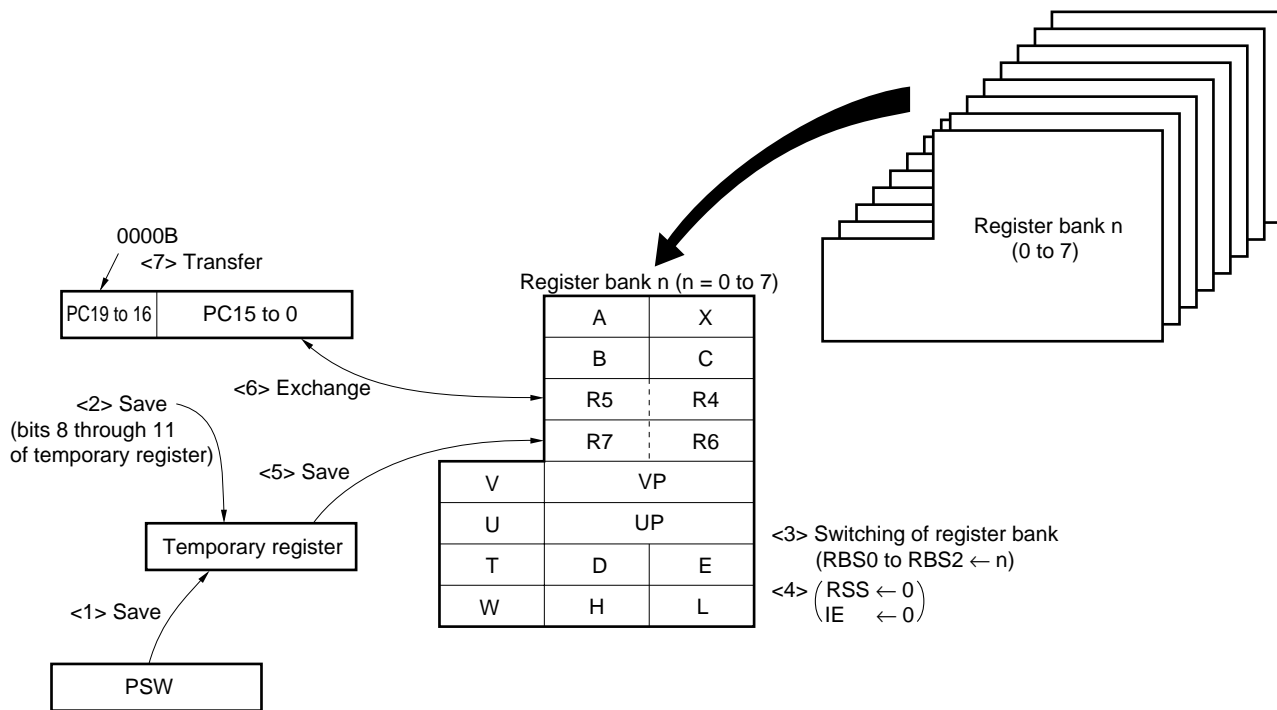 Register bank n
(0 to 7)
0000B
<7> Transfer
PC19 to 16
PC15 to 0
Register bank n (n = 0 to 7)
A
X
B
C
<6> Exchange
R5
R4
<2> Save
(bits 8 through 11
of temporary register)
R7
R6
<5> Save
V
VP
U
UP
Temporary register
<3> Switching of register bank
(RBS0 to RBS2 ← n)
T
D
E
<4> (RSS ← 0)
(IE ← 0)
W
H
L
<1> Save
PSW